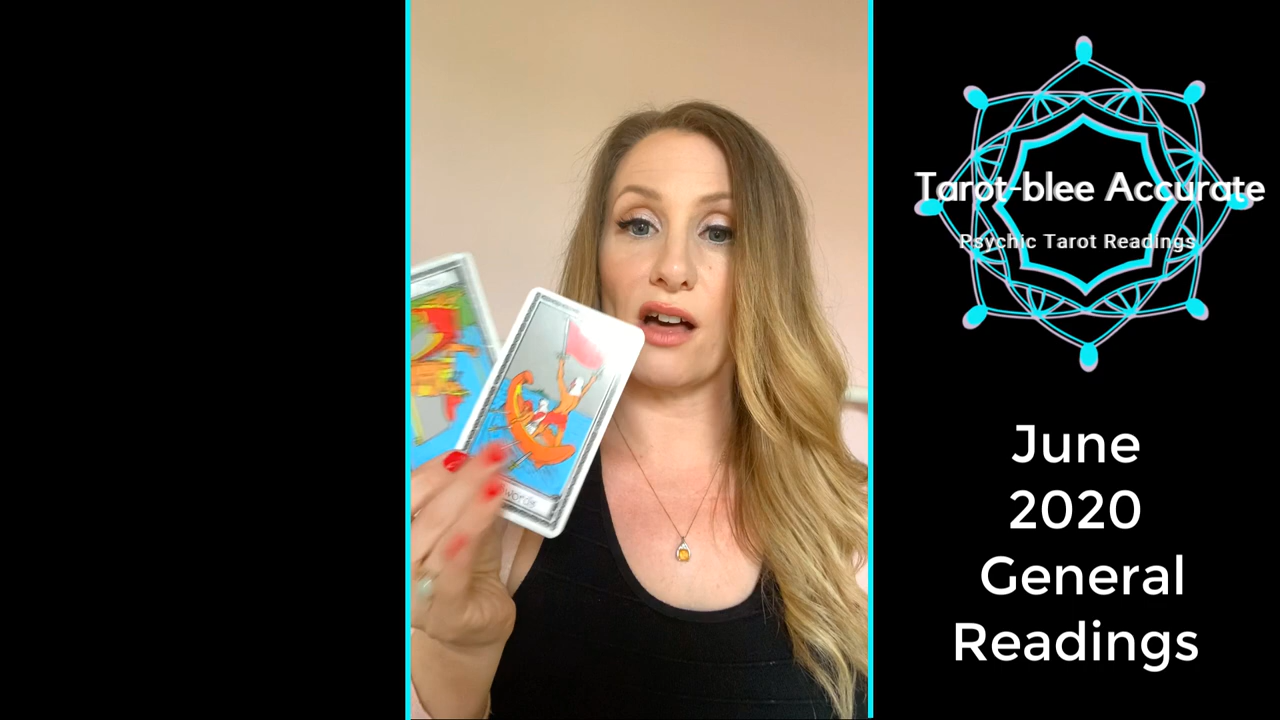 Tarot-blee Accurate
Psychic Tarot Readings
June
2020
General
Readings